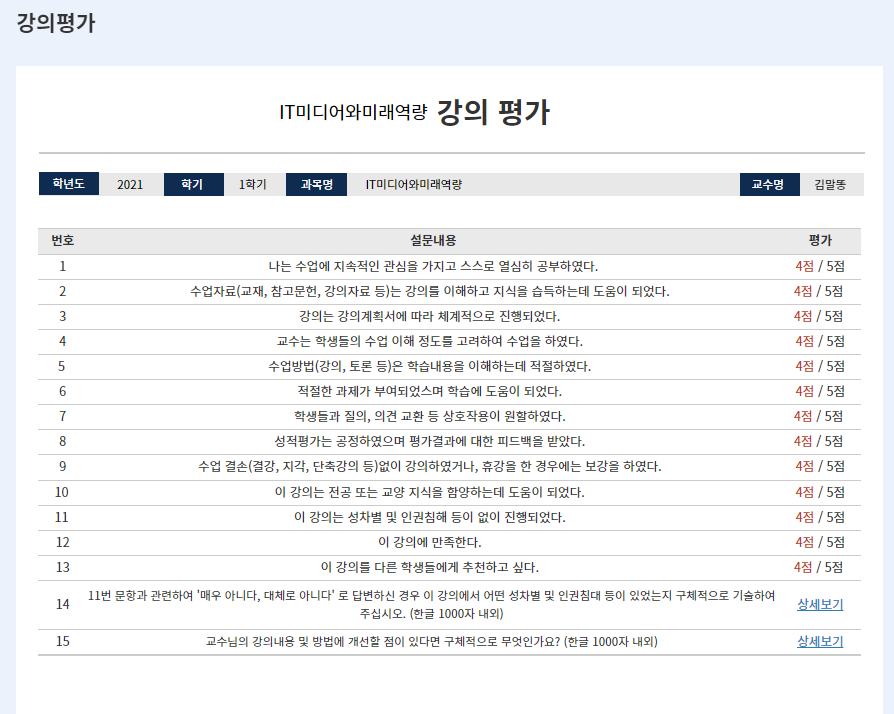 강의평가
IT미디어와미래역량 강의 평가
학년도 2021 학기 1학기 과목명 IT미디어와미래역량 교수명 김말똥
번호 설문내용 평가
1 나는 수업에 지속적인 관심을 가지고 스스로 열심히 공부하였다. 4점 / 5점
2 수업자료(교재, 참고문헌, 강의자료 등)는 강의를 이해하고 지식을 습득하는데 도움이 되었다. 4점 / 5점
3 강의는 강의계획서에 따라 체계적으로 진행되었다. 4점 / 5점
4 교수는 학생들의 수업 이해 정도를 고려하여 수업을 하였다. 4점 / 5점
5 수업방법(강의, 토론 등)은 학습내용을 이해하는데 적절하였다. 4점 / 5점
6 적절한 과제가 부여되었스며 학습에 도움이 되었다. 4점 / 5점
7 학생들과 질의, 의견 교환 등 상호작용이 원할하였다. 4점 / 5점
8 성적평가는 공정하였으며 평가결과에 대한 피드백을 받았다. 4점 / 5점
9 수업 결손(결강, 지각, 단축강의 등)없이 강의하였거나, 휴강을 한 경우에는 보강을 하였다. 4점 / 5점
10 이 강의는 전공 또는 교양 지식을 함양하는데 도움이 되었다. 4점 / 5점
11 이 강의는 성차별 및 인권침해 등이 없이 진행되었다. 4점 / 5점
12 이 강의에 만족한다. 4점 / 5점
13 이 강의를 다른 학생들에게 추천하고 싶다. 4점 / 5점
14 11번 문항과 관련하여 '매우 아니다, 대체로 아니다' 로 답변하신 경우 이 강의에서 어떤 성차별 및 인권침대 등이 있었는지 구체적으로 기술하여
주십시오. (한글 1000자 내외) 상세보기
15 교수님의 강의내용 및 방법에 개선할 점이 있다면 구체적으로 무엇인가요? (한글 1000자 내외) 상세보기